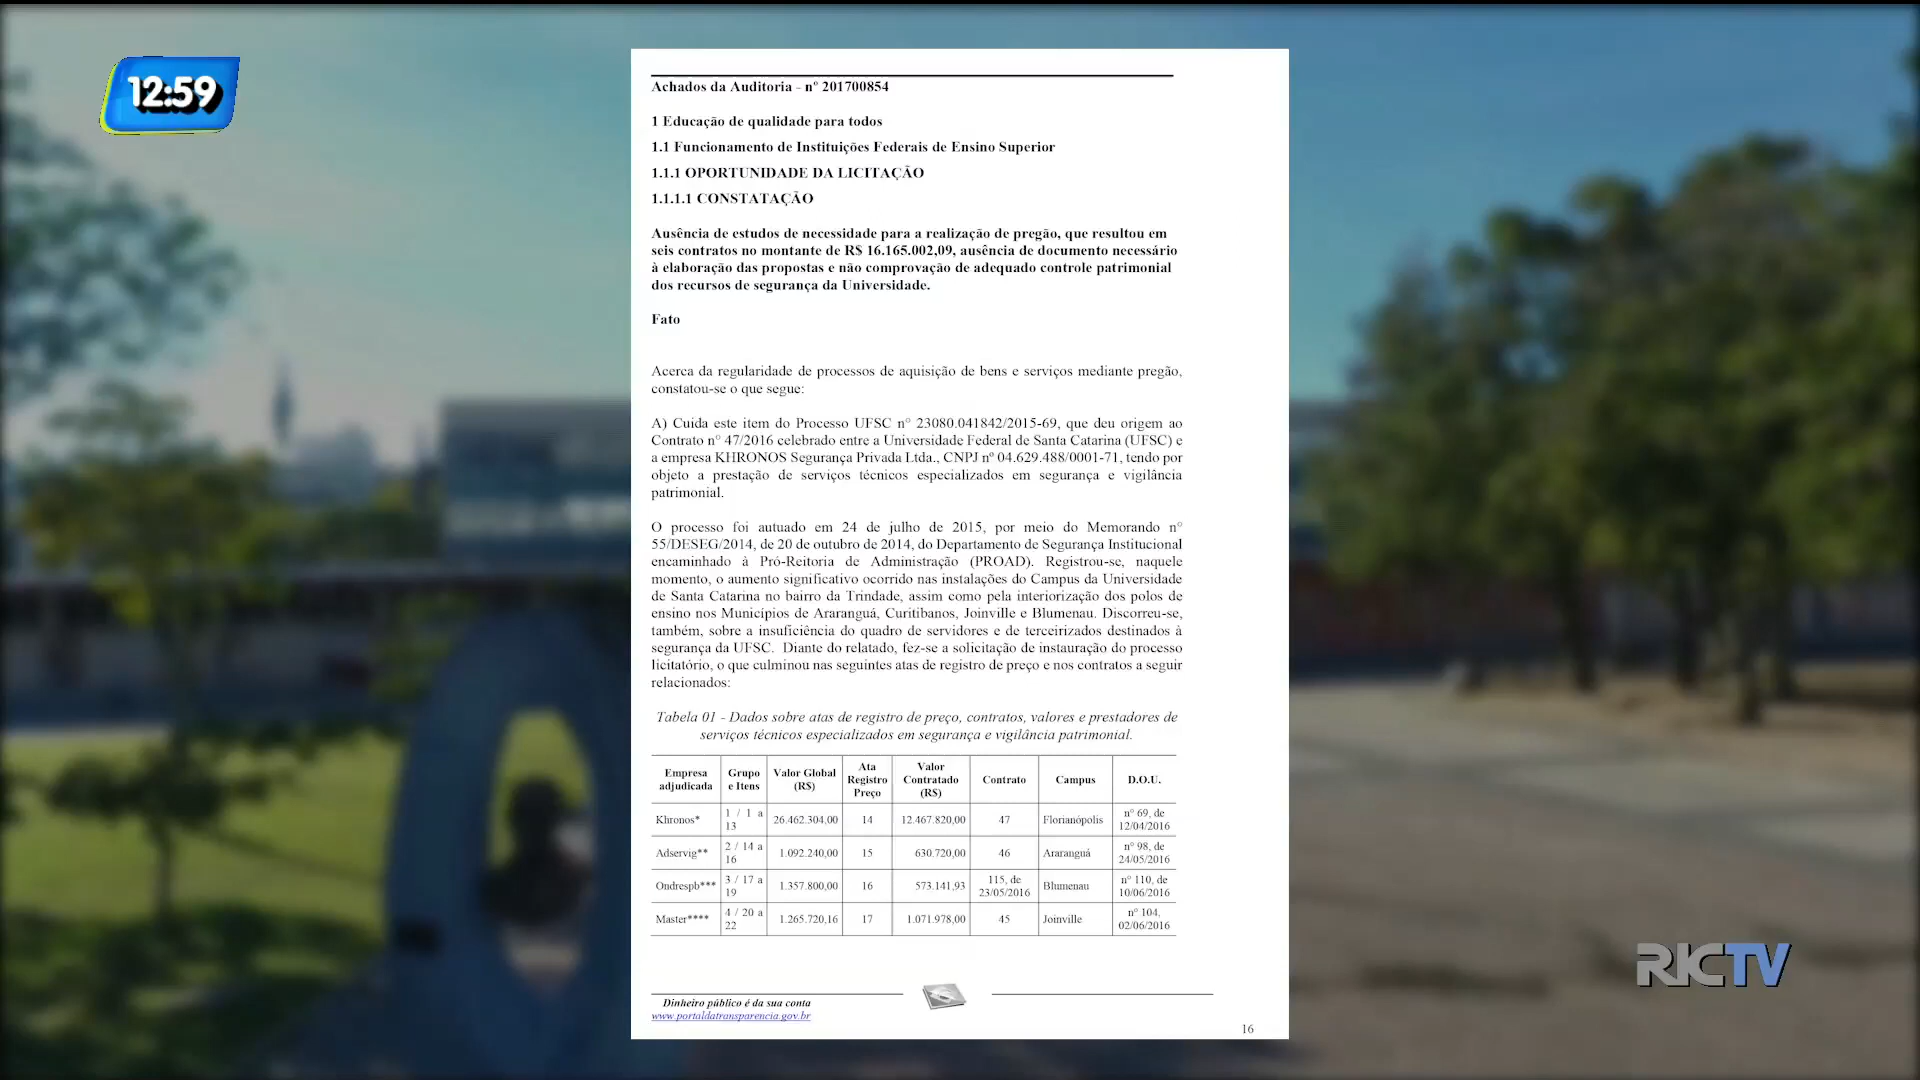 12:59
Achados da Auditoria - nº 201700854
1 Educação de qualidade para todos
1.1 Funcionamento de Instituições Federais de Ensino Superior
1.1.1 OPORTUNIDADE DA LICITAÇÃO
1.1.1.1 CONSTATAÇÃO
Ausência de estudos de necessidade para a realização de pregão, que resultou em
seis contratos no montante de R$ 16.165.002,09, ausência de documento necessário
à elaboração das propostas e não comprovação de adequado controle patrimonial
dos recursos de segurança da Universidade.
Fato
Acerca da regularidade de processos de aquisição de bens e serviços mediante pregão,
constatou-se o que segue:
A) Cuida este item do Processo UFSC n° 23080.041842/2015-69, que deu origem ao
Contrato n° 47/2016 celebrado entre a Universidade Federal de Santa Catarina (UFSC) e
a empresa KHRONOS Segurança Privada Ltda., CNPJ nº 04.629.488/0001-71, tendo por
objeto a prestação de serviços técnicos especializados em segurança e vigilância
patrimonial.
O processo foi autuado em 24 de julho de 2015, por meio do Memorando n°
55/DESEG/2014, de 20 de outubro de 2014, do Departamento de Segurança Institucional
encaminhado à Pró-Reitoria de Administração (PROAD). Registrou-se, naquele
momento, o aumento significativo ocorrido nas instalações do Campus da Universidade
de Santa Catarina no bairro da Trindade, assim como pela interiorização dos polos de
ensino nos Municípios de Araranguá, Curitibanos, Joinville e Blumenau. Discorreu-se,
também, sobre a insuficiência do quadro de servidores e de terceirizados destinados à
segurança da UFSC. Diante do relatado, fez-se a solicitação de instauração do processo
licitatório, o que culminou nas seguintes atas de registro de preço e nos contratos a seguir
relacionados:
Tabela 01 - Dados sobre atas de registro de preço, contratos, valores e prestadores de
serviços técnicos especializados em segurança e vigilância patrimonial.
Empresa adjudicada Grupo e Itens Valor Global (R$) Ata Registro Preço Valor Contratado (R$) Contrato Campus D.O.U.
Khronos* 1 / 1 a 13 26.462.304,00 14 12.467.820,00 47 Florianópolis n° 69, de 12/04/2016
Adservig** 2 / 14 a 16 1.092.240,00 15 630.720,00 46 Araranguá n° 98, de 24/05/2016
Ondrespb*** 3 / 17 a 19 1.357.800,00 16 573.141,93 115, de 23/05/2016 Blumenau n° 110, de 10/06/2016
Master**** 4 / 20 a 22 1.265.720,16 17 1.071.978,00 45 Joinville n° 104, 02/06/2016
Dinheiro público é da sua conta
www.portaldatransparencia.gov.br
16
RICTV